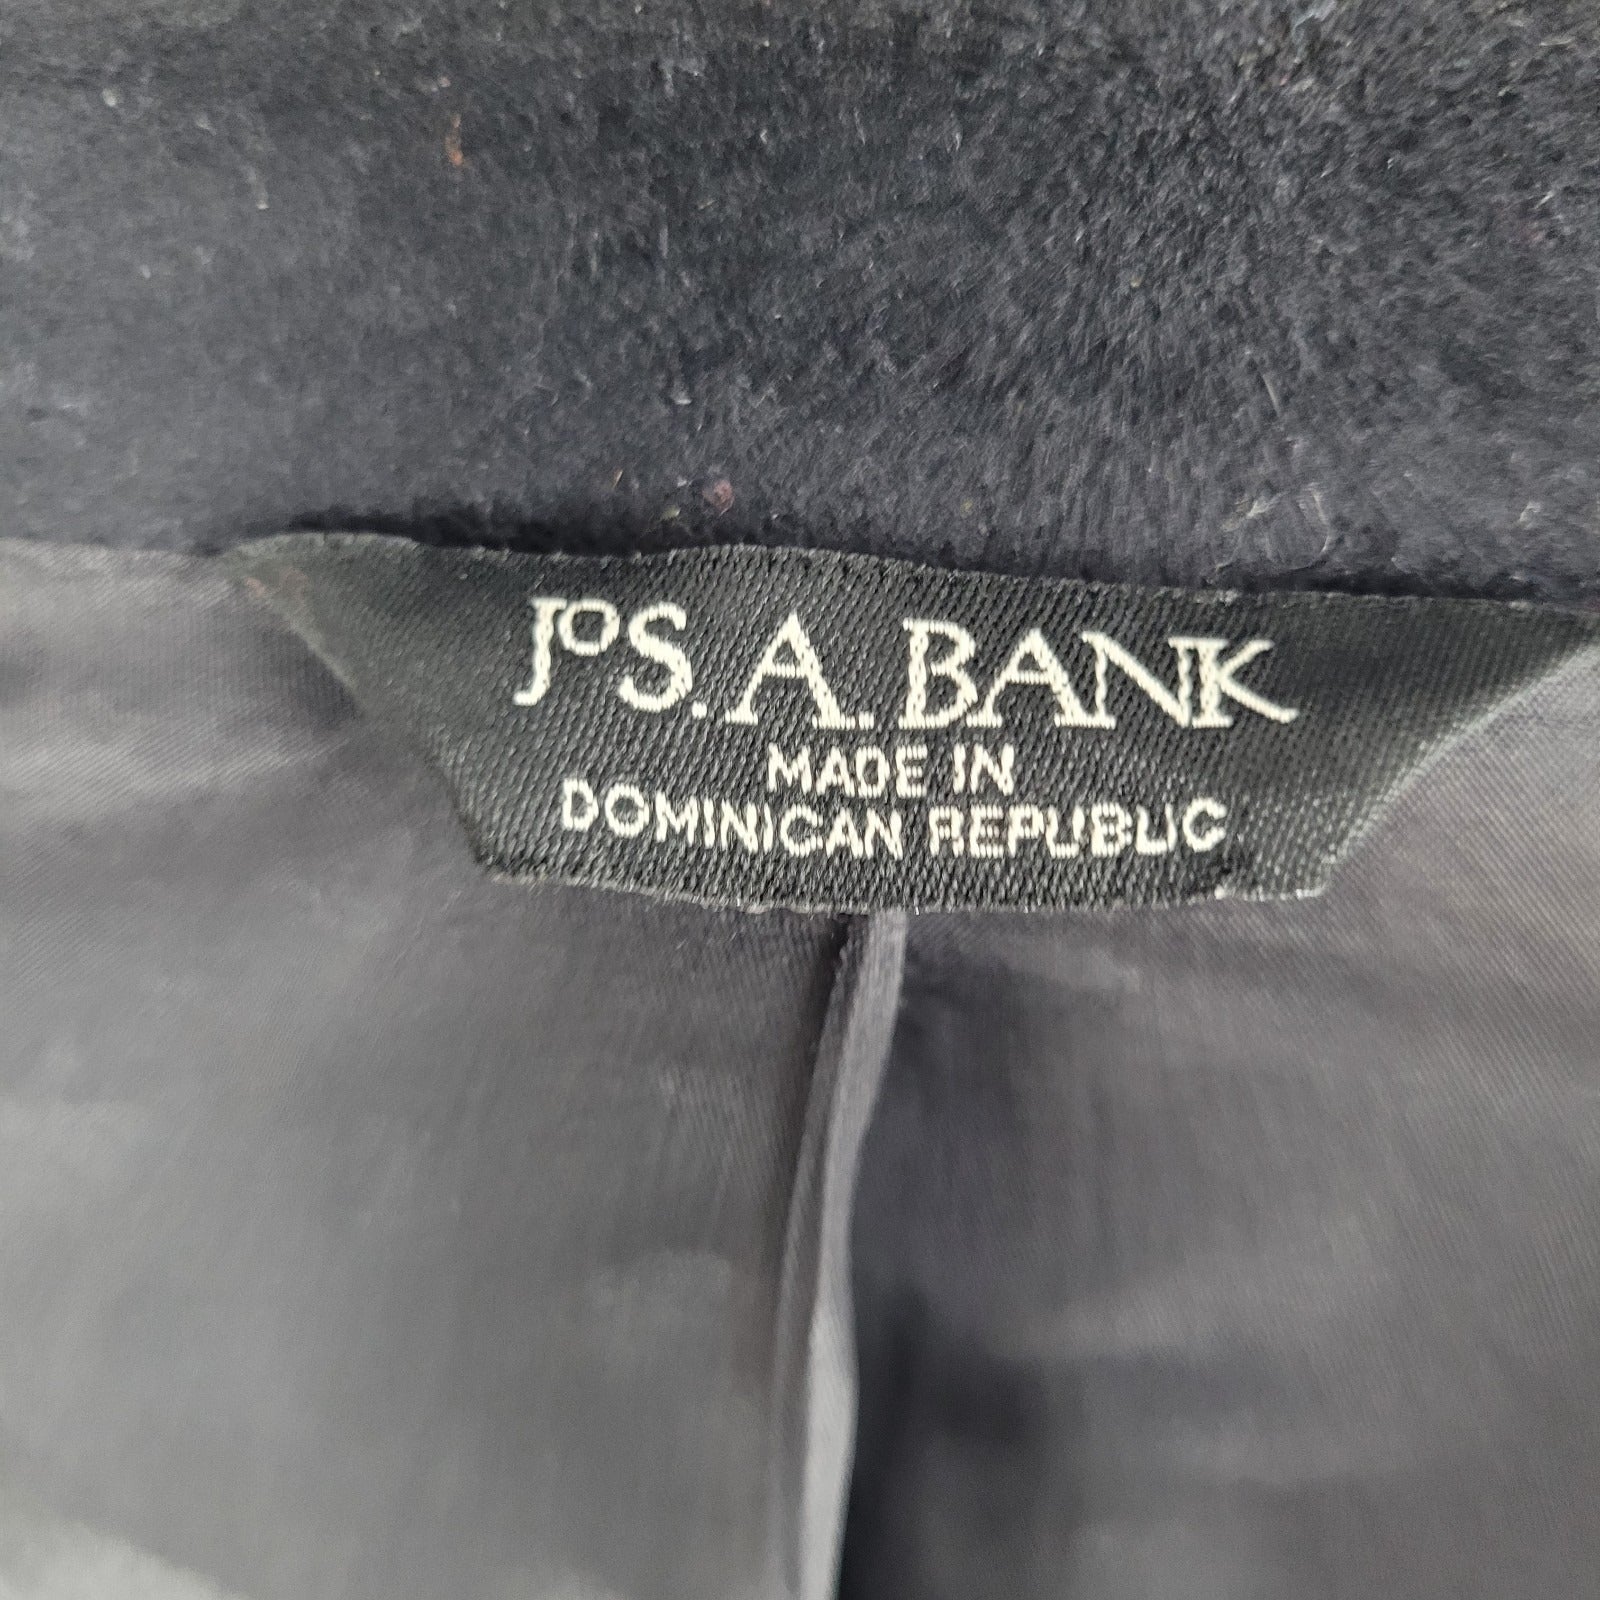 JOS. A. BANK
MADE IN
DOMINICAN REPUBLIC